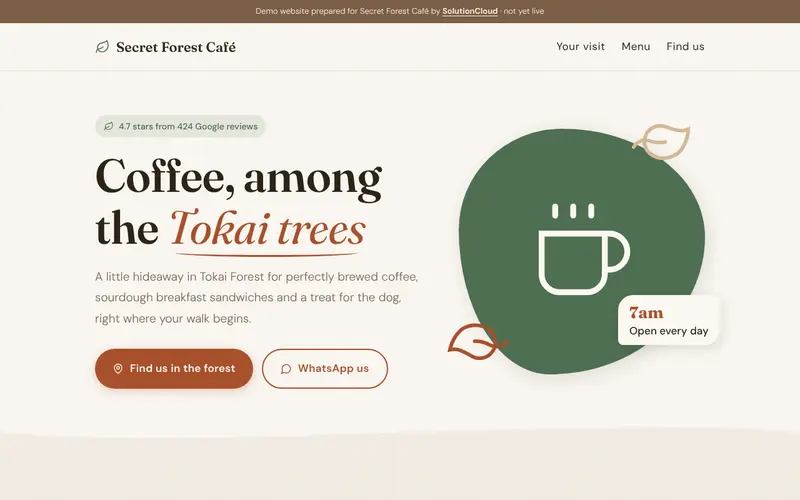 Demo website prepared for Secret Forest Café by SolutionCloud · not yet live
Secret Forest Café
Your visit Menu Find us
4.7 stars from 424 Google reviews
Coffee, among
the Tokai trees
A little hideaway in Tokai Forest for perfectly brewed coffee,
sourdough breakfast sandwiches and a treat for the dog,
right where your walk begins.
Find us in the forest
WhatsApp us
7am
Open every day